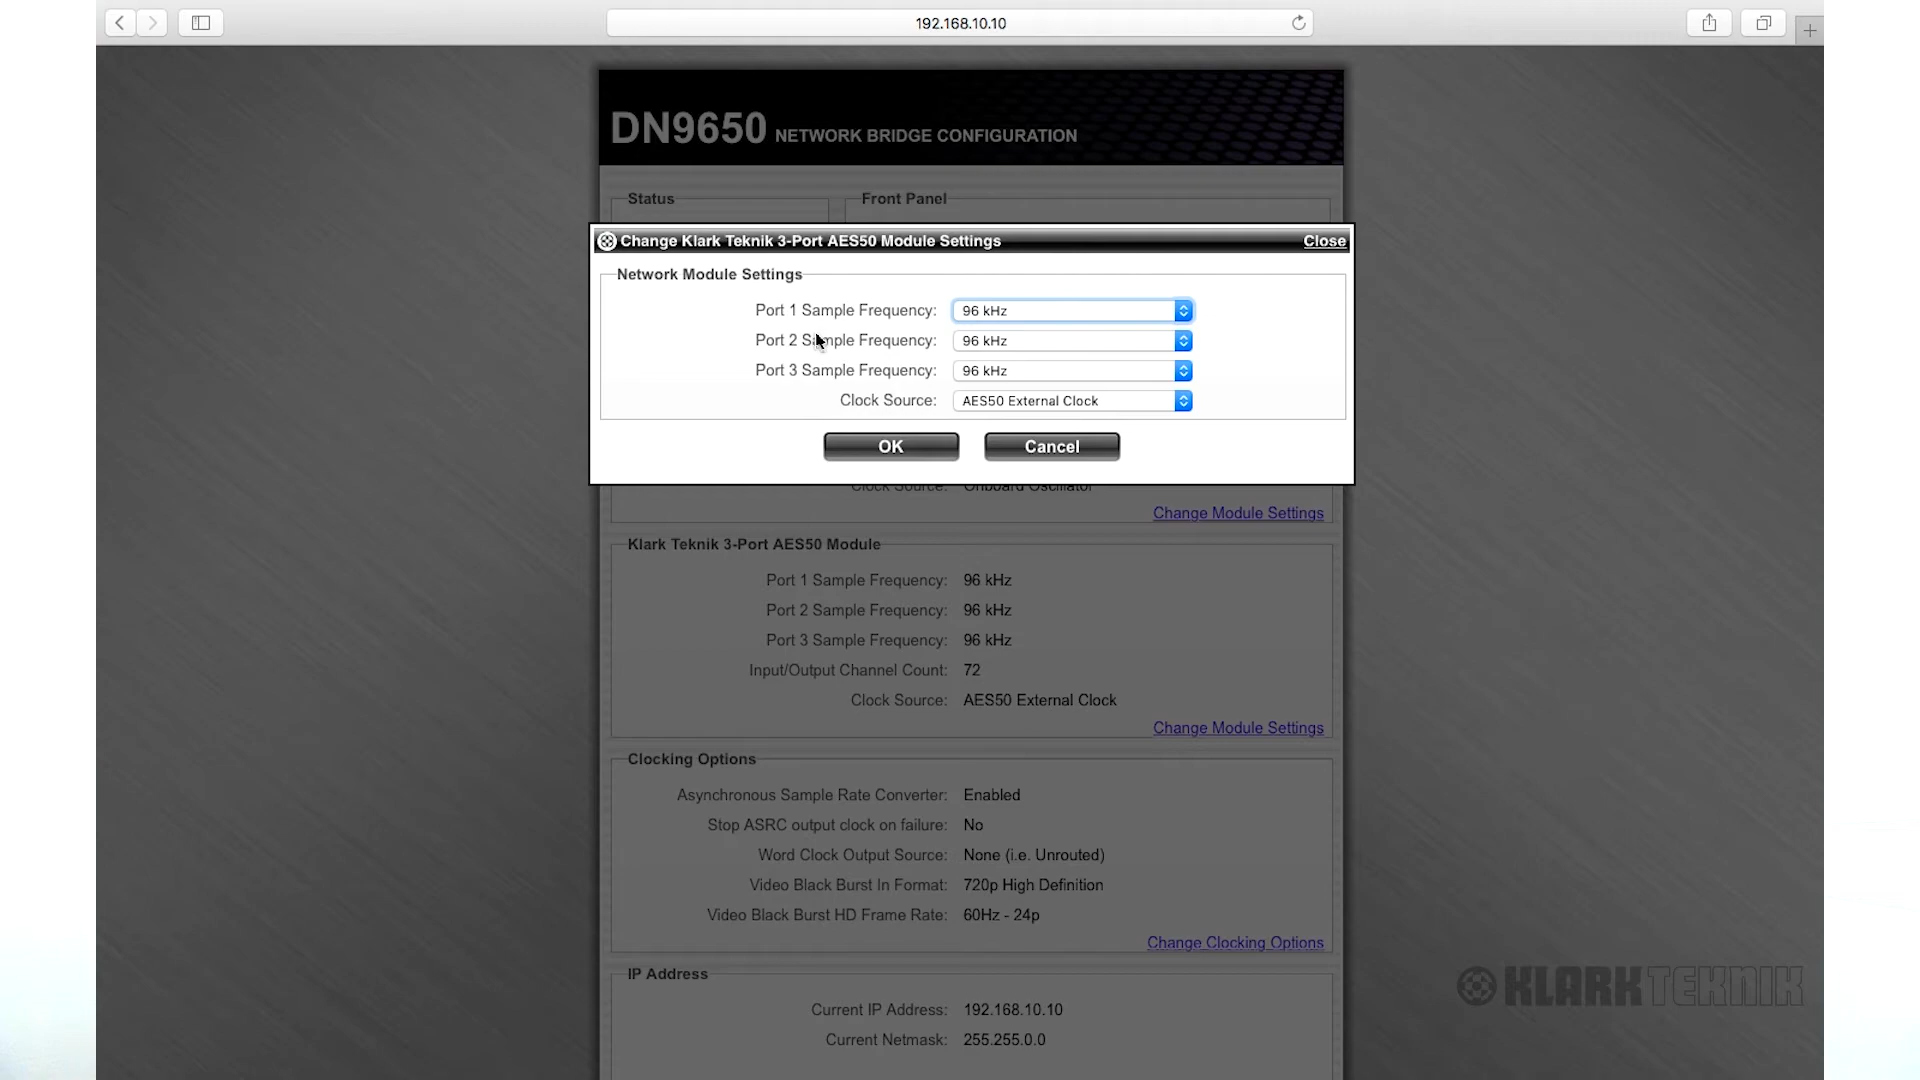 192.168.10.10
DN9650 NETWORK BRIDGE CONFIGURATION
Status
Front Panel
Change Klark Teknik 3-Port AES50 Module Settings
Close
Network Module Settings
Port 1 Sample Frequency: 96 kHz
Port 2 Sample Frequency: 96 kHz
Port 3 Sample Frequency: 96 kHz
Clock Source: AES50 External Clock
OK
Cancel
Clock Source: Onboard Oscillator
Change Module Settings
Klark Teknik 3-Port AES50 Module
Port 1 Sample Frequency: 96 kHz
Port 2 Sample Frequency: 96 kHz
Port 3 Sample Frequency: 96 kHz
Input/Output Channel Count: 72
Clock Source: AES50 External Clock
Change Module Settings
Clocking Options
Asynchronous Sample Rate Converter: Enabled
Stop ASRC output clock on failure: No
Word Clock Output Source: None (i.e. Unrouted)
Video Black Burst In Format: 720p High Definition
Video Black Burst HD Frame Rate: 60Hz - 24p
Change Clocking Options
IP Address
KLARK TEKNIK
Current IP Address: 192.168.10.10
Current Netmask: 255.255.0.0